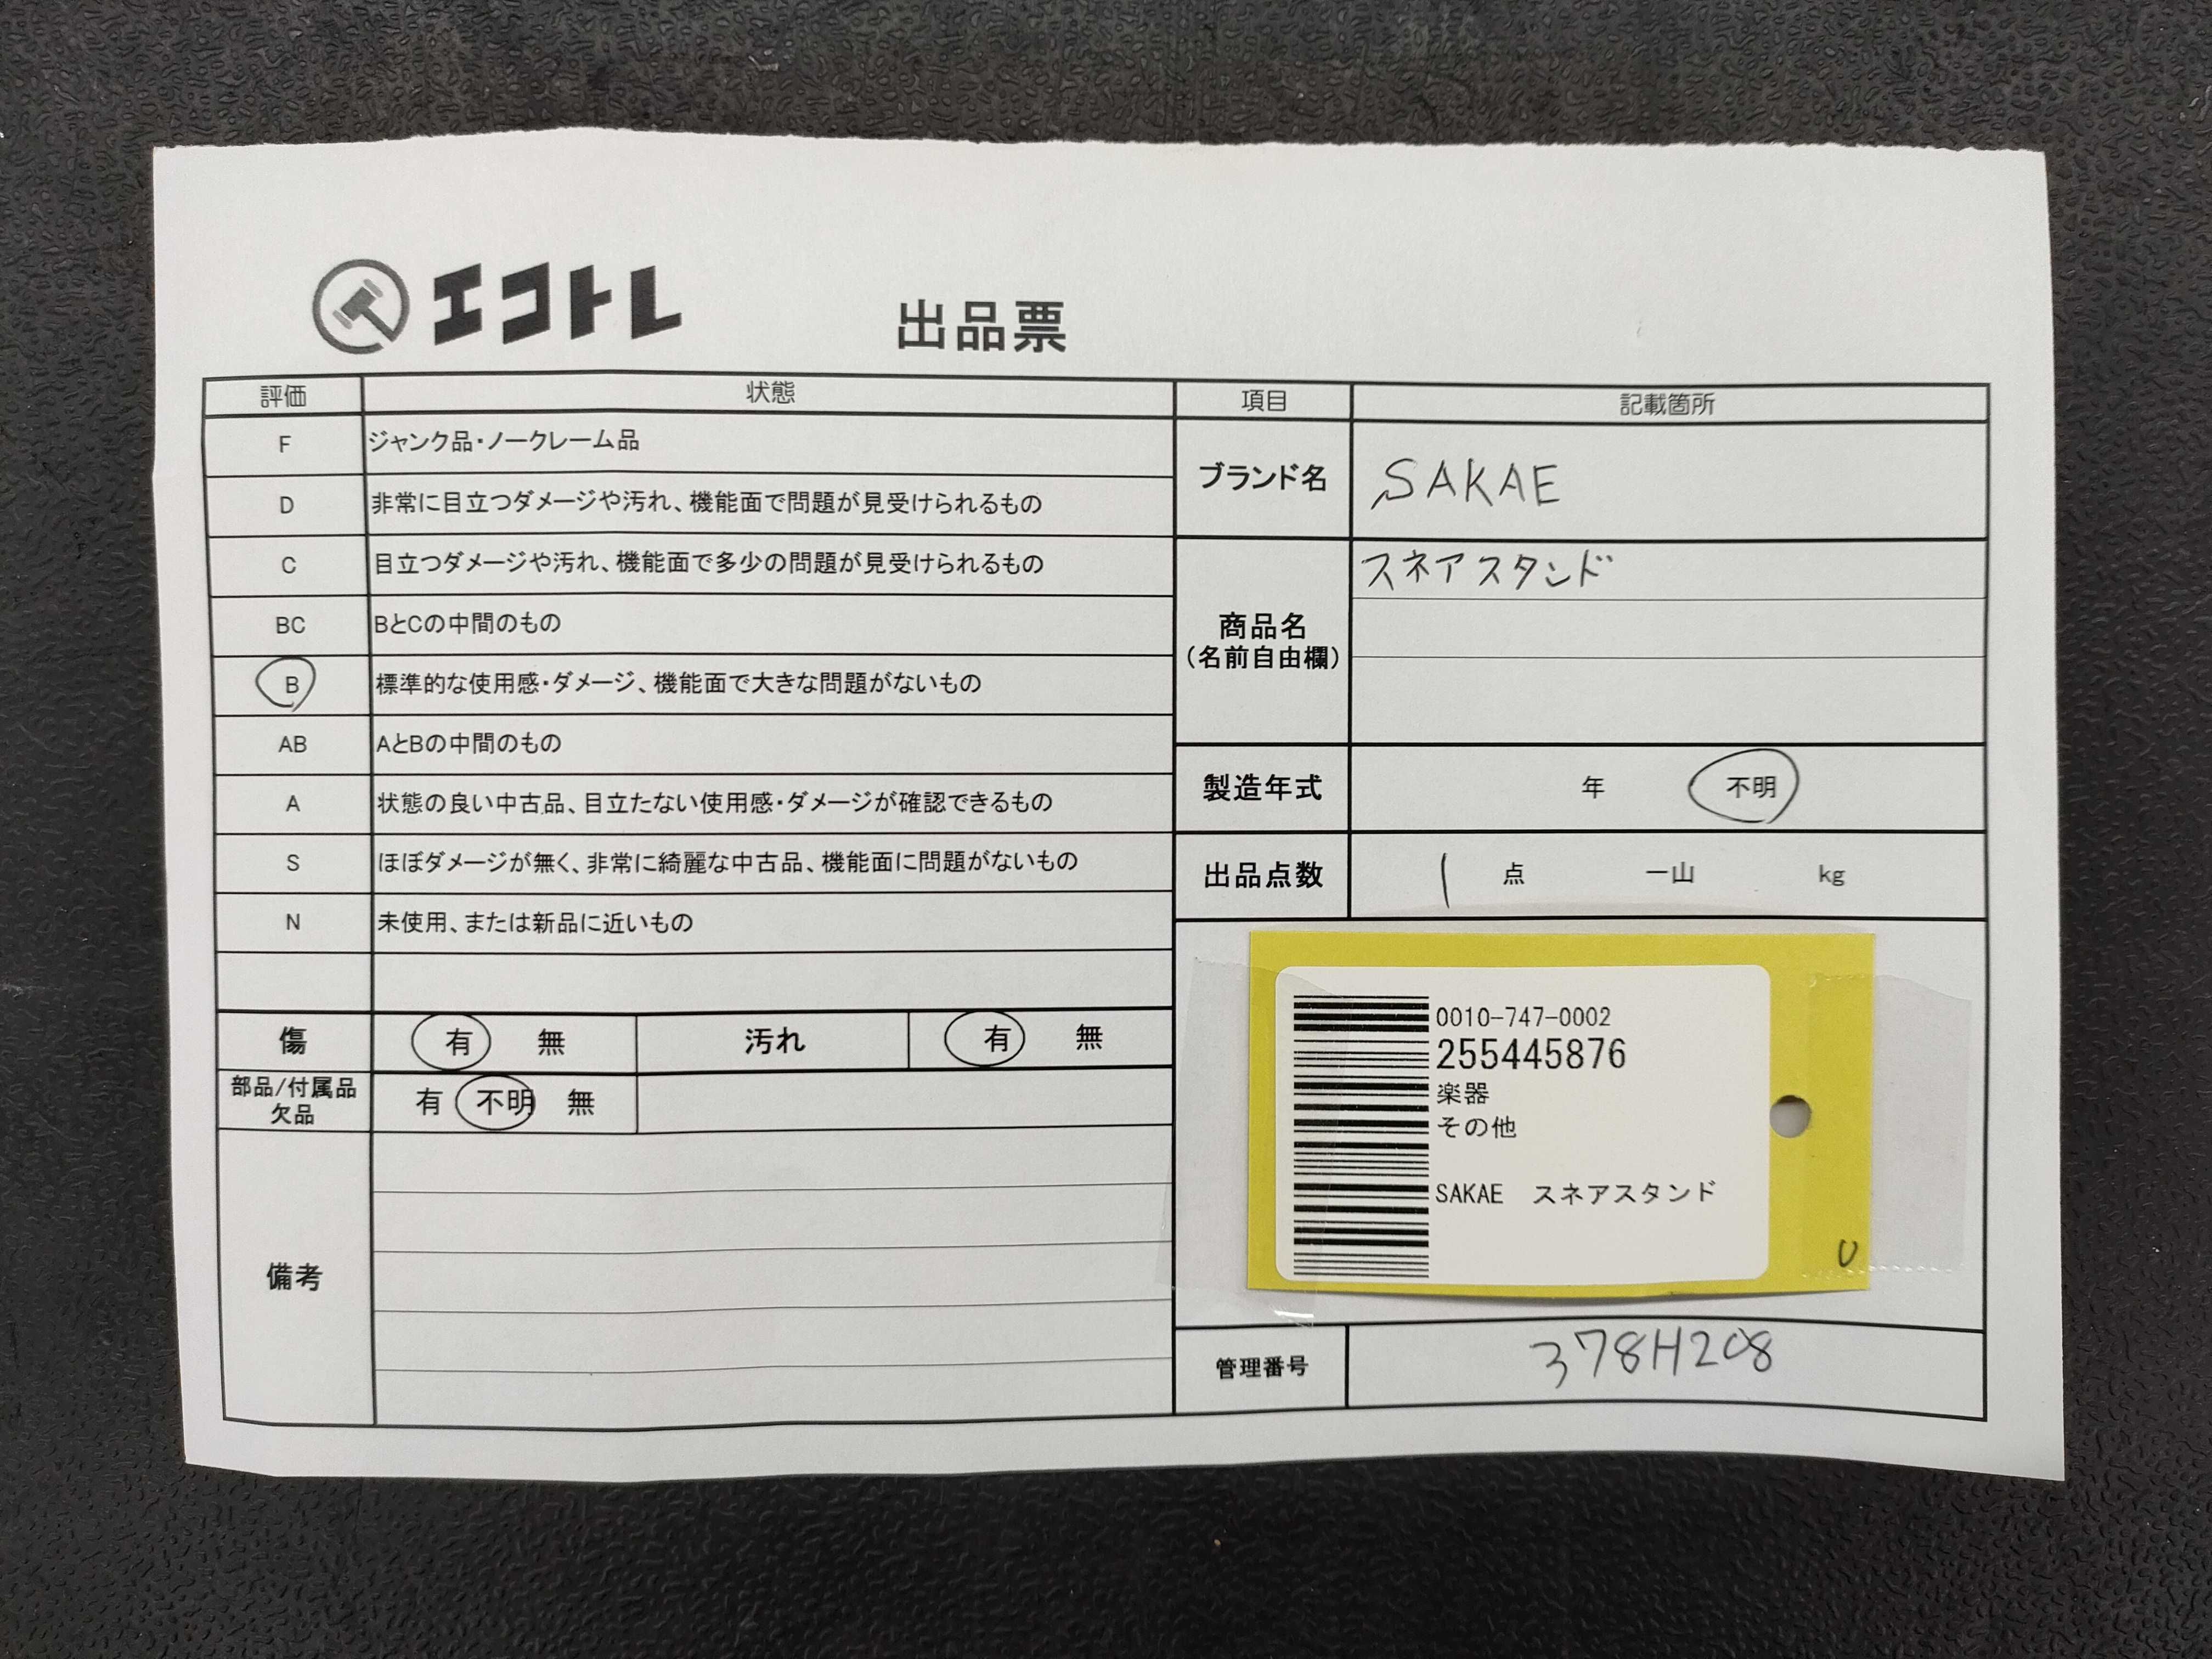 エコトレ
出品票
評価 状態
F ジャンク品・ノークレーム品
D 非常に目立つダメージや汚れ、機能面で問題が見受けられるもの
C 目立つダメージや汚れ、機能面で多少の問題が見受けられるもの
BC BとCの中間のもの
B 標準的な使用感・ダメージ、機能面で大きな問題がないもの
AB AとBの中間のもの
A 状態の良い中古品、目立たない使用感・ダメージが確認できるもの
S ほぼダメージが無く、非常に綺麗な中古品、機能面に問題がないもの
N 未使用、または新品に近いもの
傷 有 無 汚れ 有 無
部品/付属品
欠品
有 不明 無
備考
項目 記載箇所
ブランド名 SAKAE
商品名
(名前自由欄)
スネアスタンド
製造年式 年 不明
出品点数 1 点 一山 kg
0010-747-0002
255445876
楽器
その他
SAKAE スネアスタンド
U
管理番号 378H208